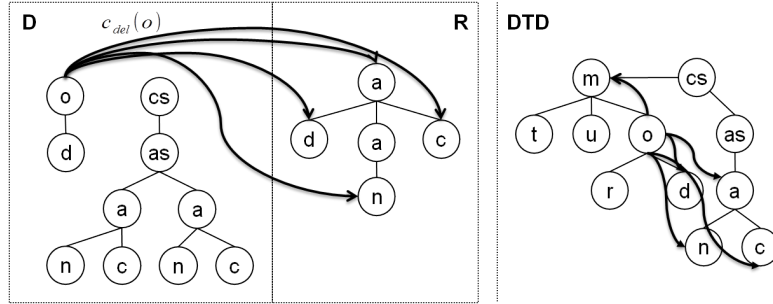 D c_del(o) R DTD
o cs a m cs
d as d a c t u o as
a a n r d a
n c n c n c